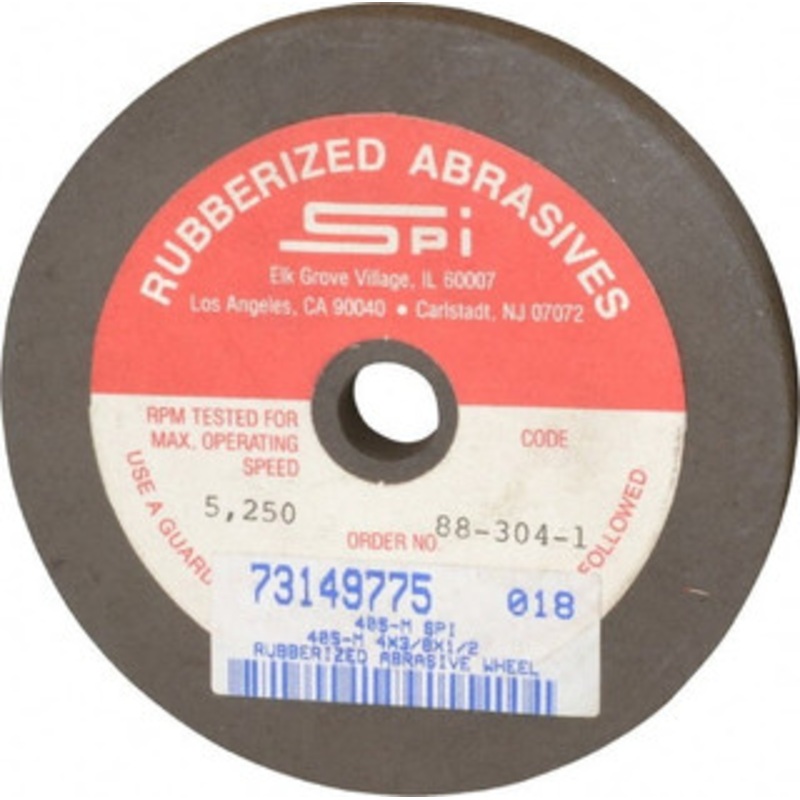 RUBBERIZED ABRASIVES
SPi
Elk Grove Village, IL 60007
Los Angeles, CA 90040 • Carlstadt, NJ 07072
RPM TESTED FOR
MAX. OPERATING
SPEED
5,250
CODE
ORDER NO. 88-304-1
USE A GUARD
FOLLOWED
73149775 018
405-M SPI
405-M 4X3/8X1/2
RUBBERIZED ABRASIVE WHEEL